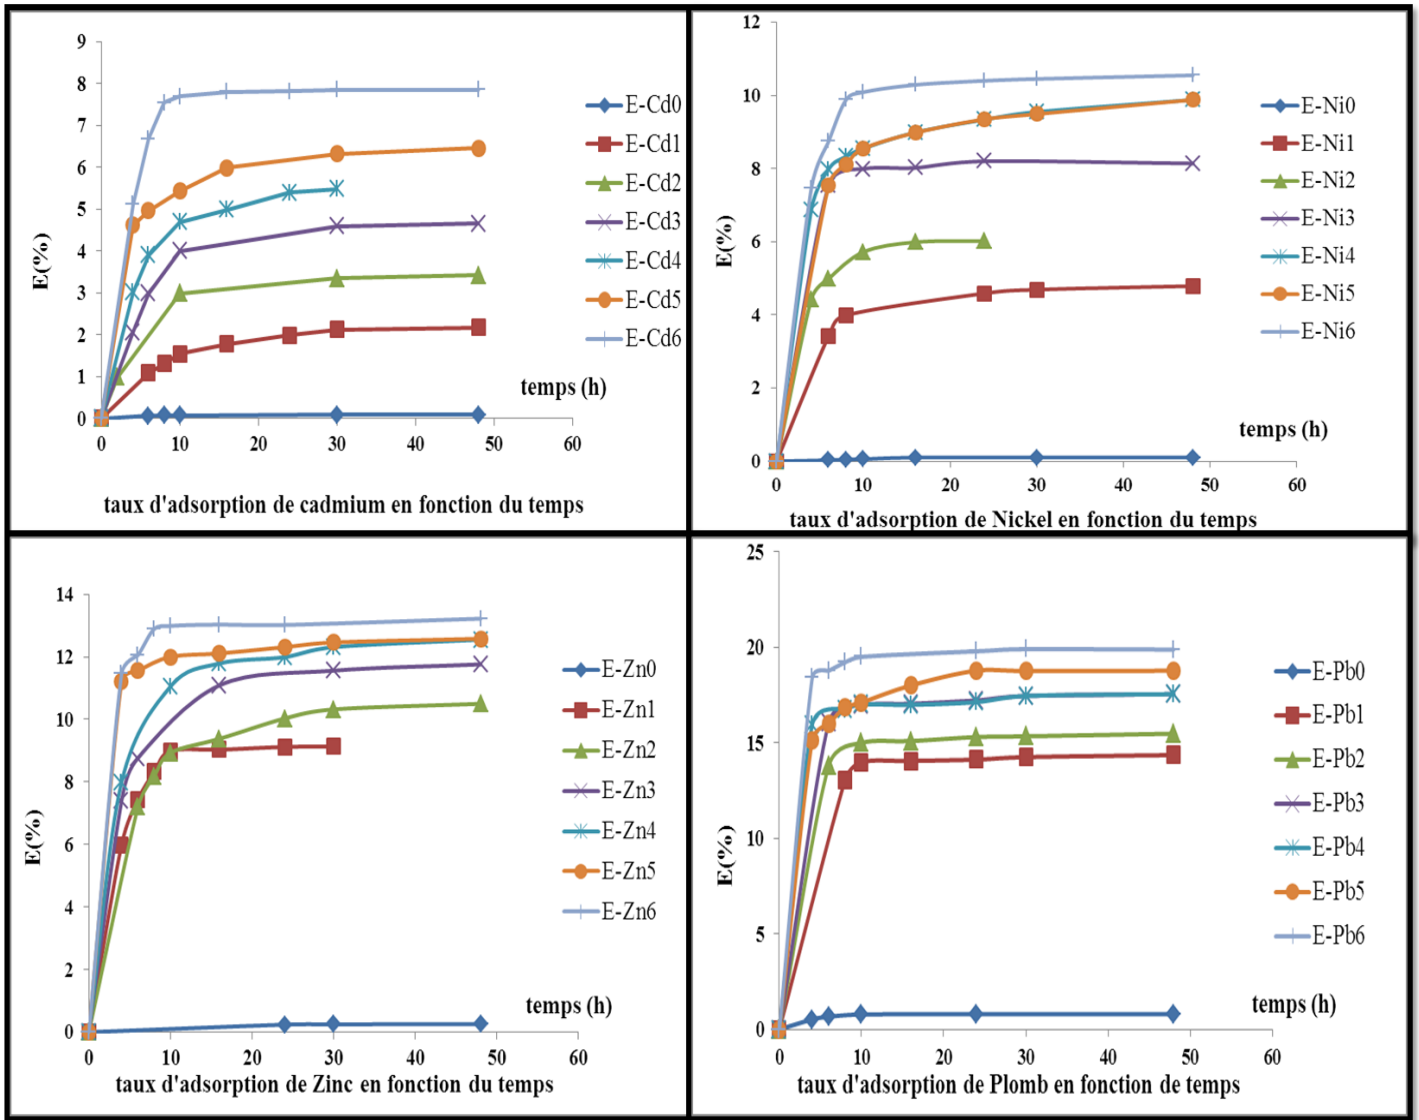 9
8
7
6
5
4
3
2
1
0
E(%)
0 10 20 30 40 50 60
temps (h)
E-Cd0
E-Cd1
E-Cd2
E-Cd3
E-Cd4
E-Cd5
E-Cd6
taux d'adsorption de cadmium en fonction du temps
12
10
8
6
4
2
0
E(%)
0 10 20 30 40 50 60
temps (h)
E-Ni0
E-Ni1
E-Ni2
E-Ni3
E-Ni4
E-Ni5
E-Ni6
taux d'adsorption de Nickel en fonction du temps
14
12
10
8
6
4
2
0
E(%)
0 10 20 30 40 50 60
temps (h)
E-Zn0
E-Zn1
E-Zn2
E-Zn3
E-Zn4
E-Zn5
E-Zn6
taux d'adsorption de Zinc en fonction du temps
25
20
15
10
5
0
E(%)
0 10 20 30 40 50 60
temps (h)
E-Pb0
E-Pb1
E-Pb2
E-Pb3
E-Pb4
E-Pb5
E-Pb6
taux d'adsorption de Plomb en fonction de temps